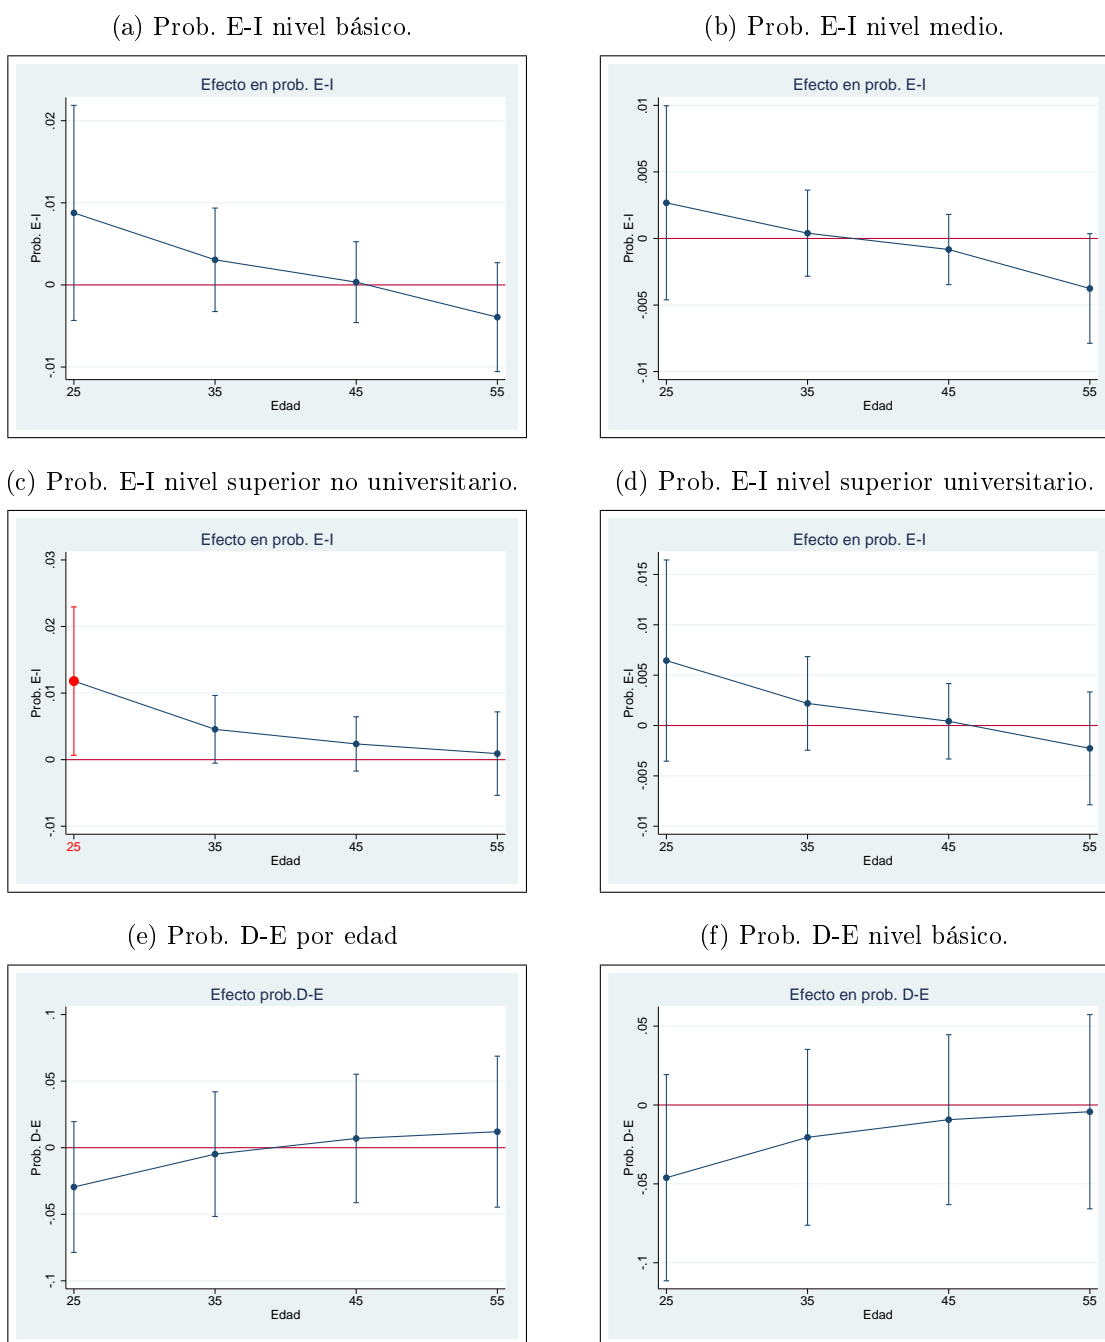 (a) Prob. E-I nivel básico.
Efecto en prob. E-I
Prob. E-I
.02
.01
0
-.01
25 35 45 55
Edad
(b) Prob. E-I nivel medio.
Efecto en prob. E-I
Prob. E-I
.01
.005
0
-.005
-.01
25 35 45 55
Edad
(c) Prob. E-I nivel superior no universitario.
Efecto en prob. E-I
Prob. E-I
.03
.02
.01
0
-.01
25 35 45 55
Edad
(d) Prob. E-I nivel superior universitario.
Efecto en prob. E-I
Prob. E-I
.015
.01
.005
0
-.005
-.01
25 35 45 55
Edad
(e) Prob. D-E por edad
Efecto prob.D-E
Prob. D-E
.1
.05
0
-.05
-.1
25 35 45 55
Edad
(f) Prob. D-E nivel básico.
Efecto en prob. D-E
Prob. D-E
.05
0
-.05
-.1
25 35 45 55
Edad